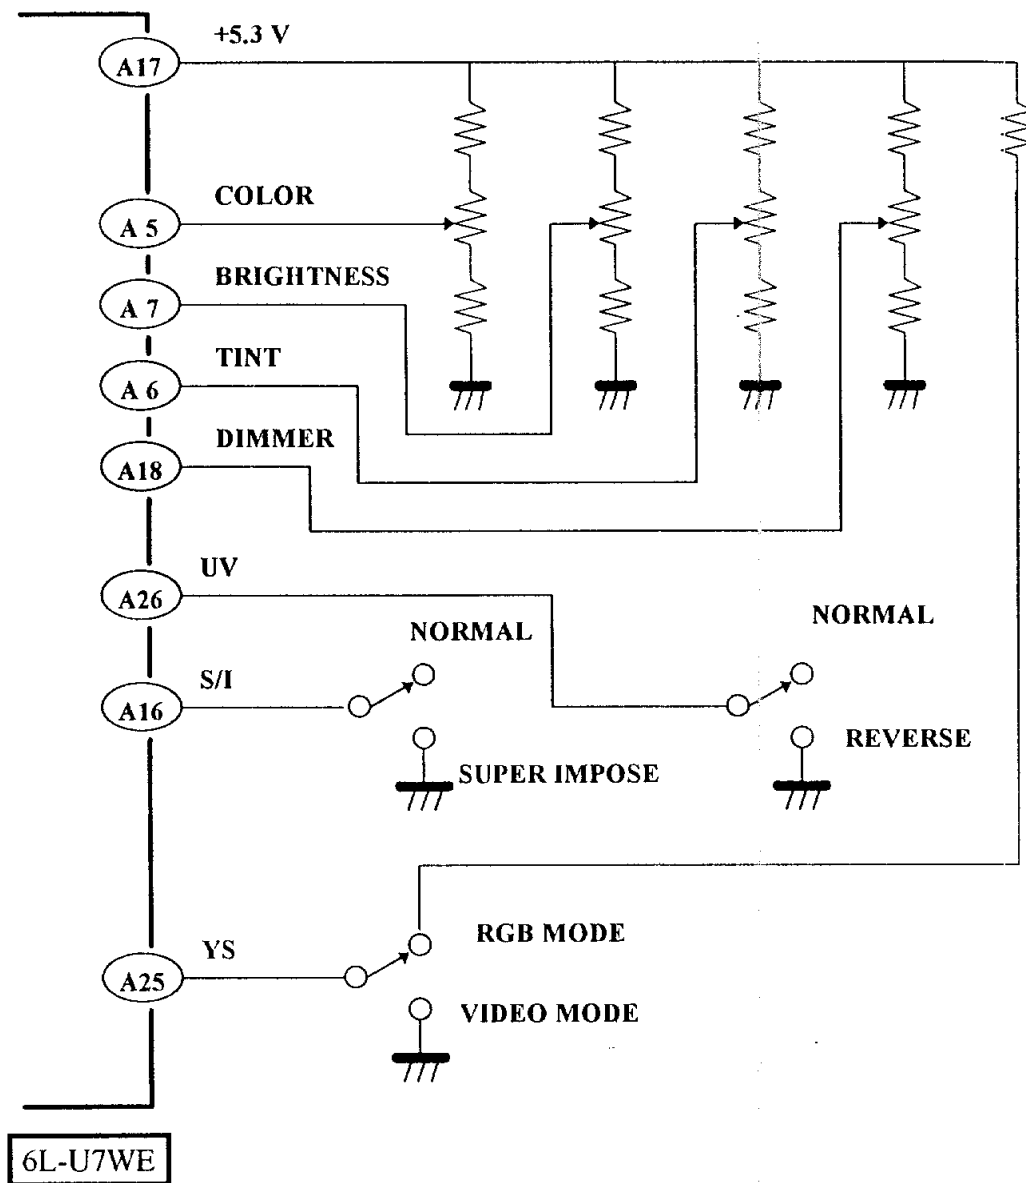 +5.3 V
A17
COLOR
A 5
BRIGHTNESS
A 7
TINT
A 6
DIMMER
A18
UV
A26
NORMAL
NORMAL
S/I
A16
REVERSE
SUPER IMPOSE
RGB MODE
YS
A25
VIDEO MODE
6L-U7WE